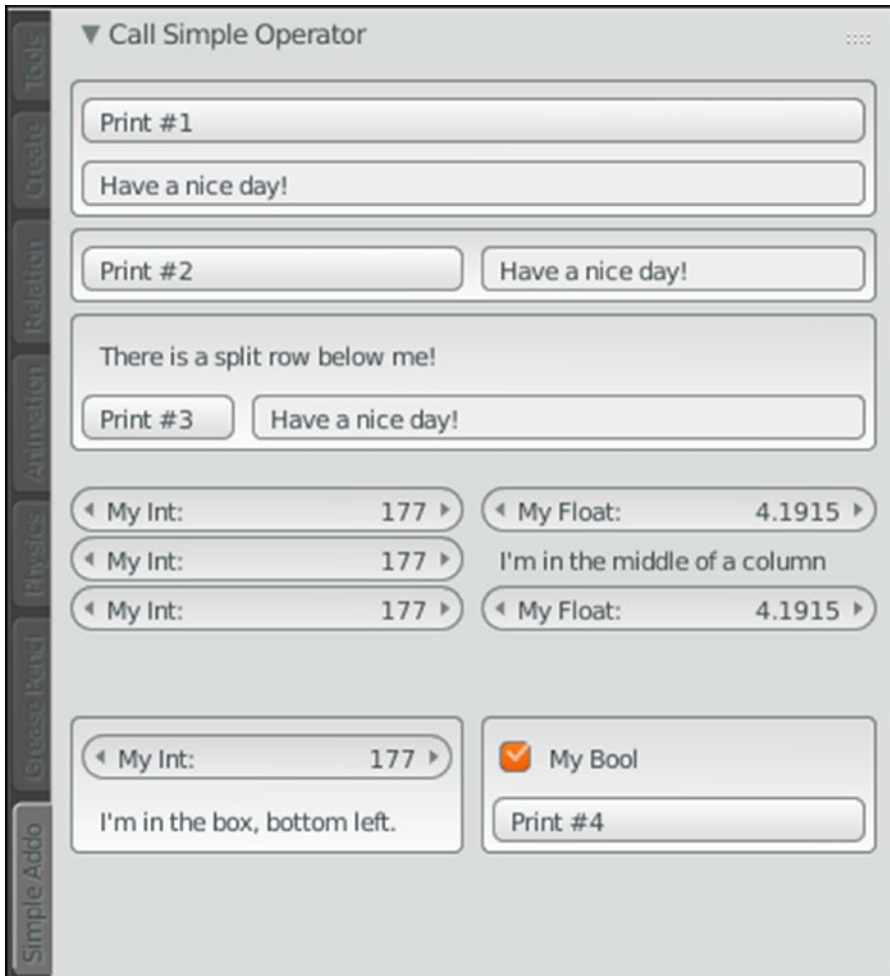 Call Simple Operator
Print #1
Have a nice day!
Print #2 Have a nice day!
There is a split row below me!
Print #3 Have a nice day!
My Int: 177 My Float: 4.1915
My Int: 177 I'm in the middle of a column
My Int: 177 My Float: 4.1915
My Int: 177 My Bool
I'm in the box, bottom left. Print #4
Tools
Create
Relation
Animation
Physics
Grease Penci
Simple Addo